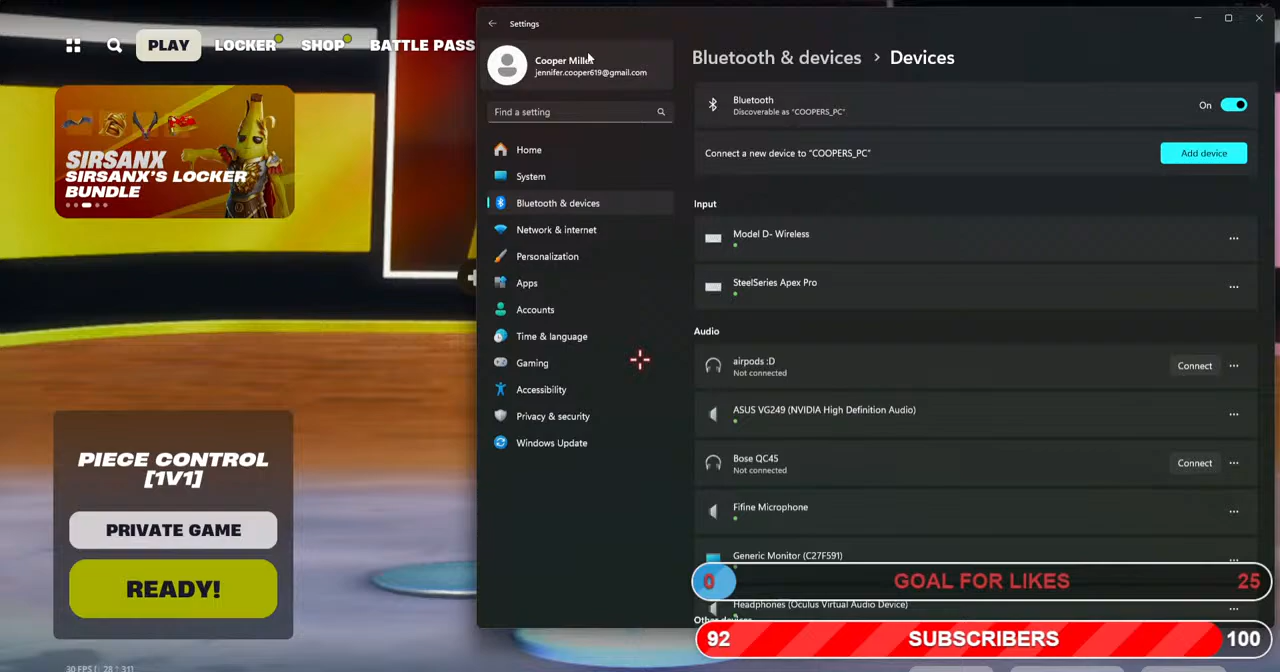 PLAY
LOCKER
SHOP
BATTLE PASS
SIRSANX
SIRSANX'S LOCKER
BUNDLE
PIECE CONTROL
[1V1]
PRIVATE GAME
READY!
Settings
Cooper Miller
jennifer.cooper619@gmail.com
Find a setting
Home
System
Bluetooth & devices
Network & internet
Personalization
Apps
Accounts
Time & language
Gaming
Accessibility
Privacy & security
Windows Update
Bluetooth & devices > Devices
Bluetooth
Discoverable as "COOPERS_PC"
On
Connect a new device to "COOPERS_PC"
Add device
Input
Model D- Wireless
SteelSeries Apex Pro
Audio
airpods :D
Not connected
Connect
ASUS VG249 (NVIDIA High Definition Audio)
Bose QC45
Not connected
Connect
Fifine Microphone
Generic Monitor (C27F591)
0 GOAL FOR LIKES 25
Headphones (Oculus Virtual Audio Device)
Other devices
92 SUBSCRIBERS 100